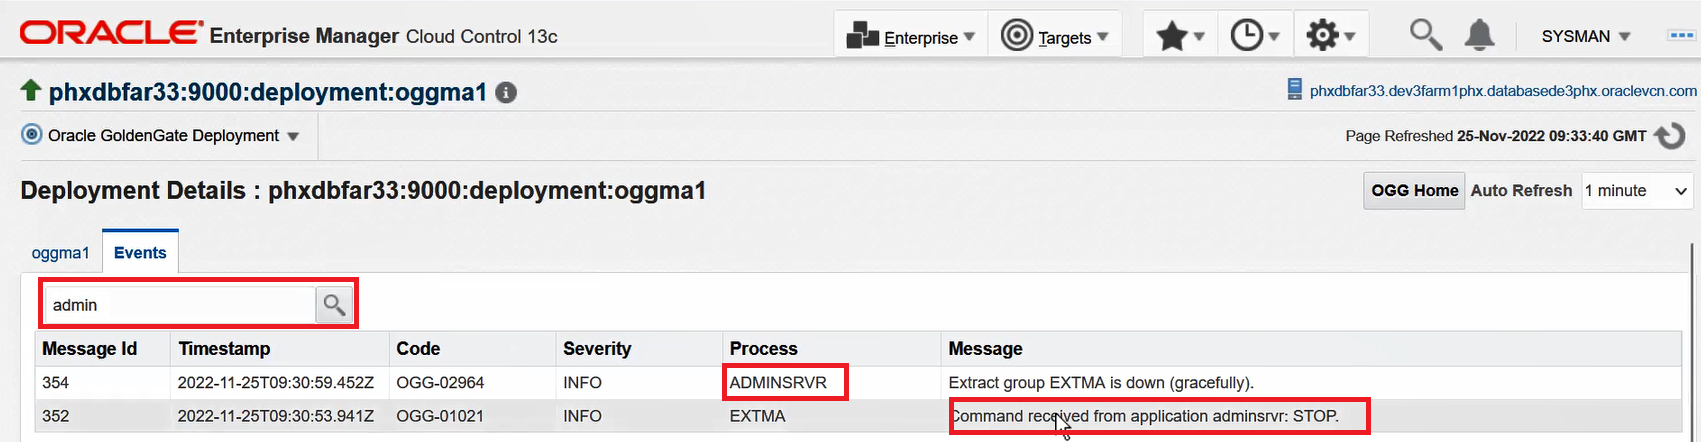 ORACLE Enterprise Manager Cloud Control 13c Enterprise Targets SYSMAN
phxdbfar33:9000:deployment:oggma1 phxdbfar33.dev3farm1phx.databasede3phx.oraclevcn.com
Oracle GoldenGate Deployment Page Refreshed 25-Nov-2022 09:33:40 GMT
Deployment Details : phxdbfar33:9000:deployment:oggma1 OGG Home Auto Refresh 1 minute
oggma1 Events
admin
Message Id Timestamp Code Severity Process Message
354 2022-11-25T09:30:59.452Z OGG-02964 INFO ADMINSRVR Extract group EXTMA is down (gracefully).
352 2022-11-25T09:30:53.941Z OGG-01021 INFO EXTMA Command received from application adminsrvr: STOP.